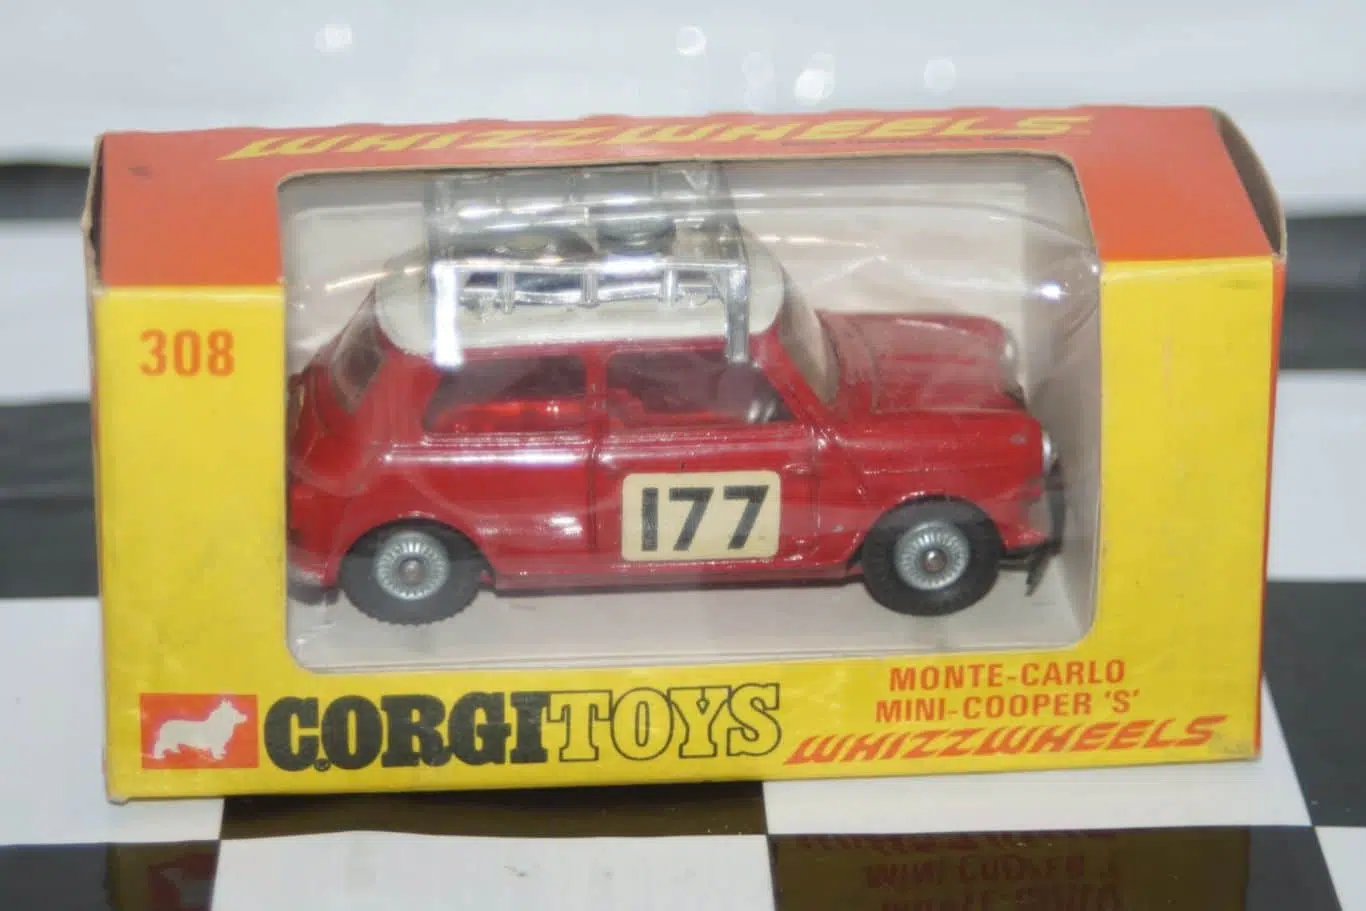 WHIZZWHEELS
308
177
CORGI TOYS
MONTE-CARLO
MINI-COOPER 'S'
WHIZZWHEELS